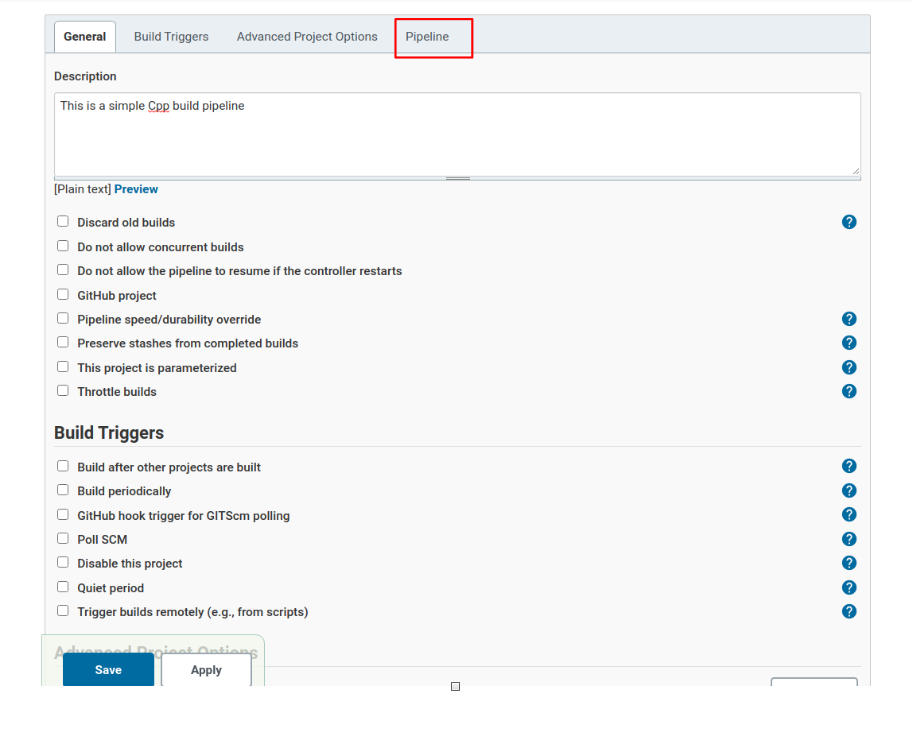 General Build Triggers Advanced Project Options Pipeline
Description
This is a simple Cpp build pipeline
[Plain text] Preview
Discard old builds ?
Do not allow concurrent builds
Do not allow the pipeline to resume if the controller restarts
GitHub project
Pipeline speed/durability override ?
Preserve stashes from completed builds ?
This project is parameterized ?
Throttle builds ?
Build Triggers
Build after other projects are built ?
Build periodically ?
GitHub hook trigger for GITScm polling ?
Poll SCM ?
Disable this project ?
Quiet period ?
Trigger builds remotely (e.g., from scripts) ?
Advanced Project Options
Save Apply